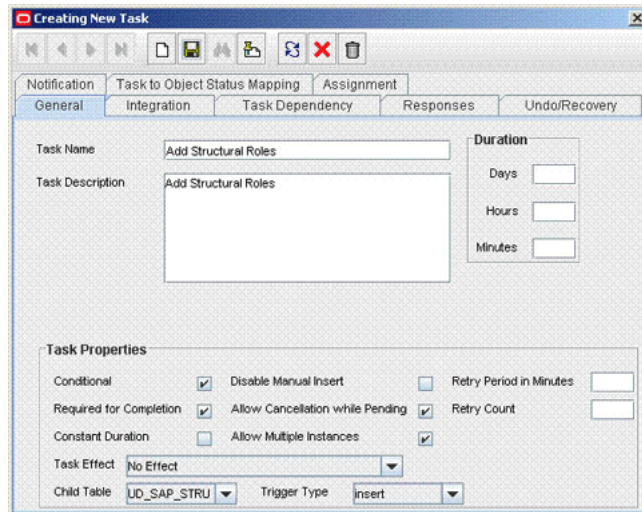 Creating New Task
Notification Task to Object Status Mapping Assignment
General Integration Task Dependency Responses Undo/Recovery
Task Name Add Structural Roles
Duration
Task Description Add Structural Roles
Days
Hours
Minutes
Task Properties
Conditional Disable Manual Insert Retry Period in Minutes
Required for Completion Allow Cancellation while Pending Retry Count
Constant Duration Allow Multiple Instances
Task Effect No Effect
Child Table UD_SAP_STRU Trigger Type insert